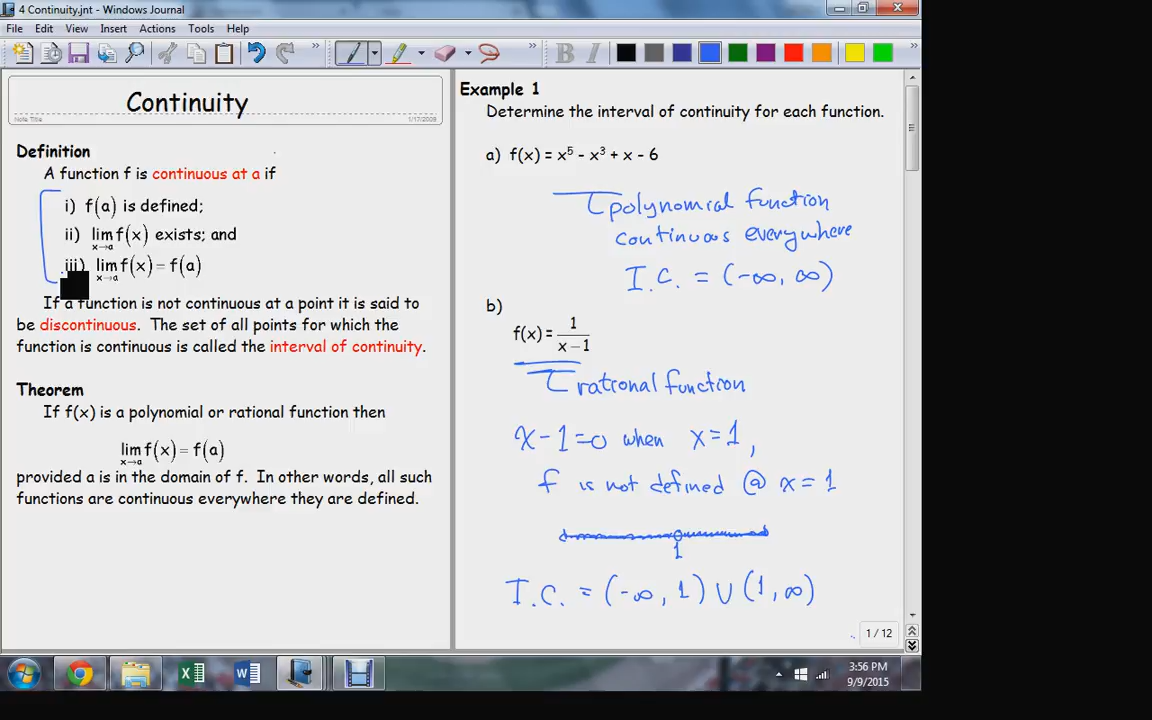 4 Continuity.jnt - Windows Journal
File Edit View Insert Actions Tools Help
B I
Continuity
Note Title
1/17/2008
Definition
A function f is continuous at a if
i) f(a) is defined;
ii) lim f(x) exists; and
x→a
iii) lim f(x) = f(a)
x→a
If a function is not continuous at a point it is said to
be discontinuous. The set of all points for which the
function is continuous is called the interval of continuity.
Theorem
If f(x) is a polynomial or rational function then
lim f(x) = f(a)
x→a
provided a is in the domain of f. In other words, all such
functions are continuous everywhere they are defined.
Example 1
Determine the interval of continuity for each function.
a) f(x) = x⁵ - x³ + x - 6
polynomial function
continuous everywhere
I.C. = (-∞, ∞)
b)
f(x) = 1
x − 1
rational function
x - 1 = 0 when x = 1,
f is not defined @ x = 1
1
I.C. = (-∞, 1) ∪ (1, ∞)
1 / 12
3:56 PM
9/9/2015